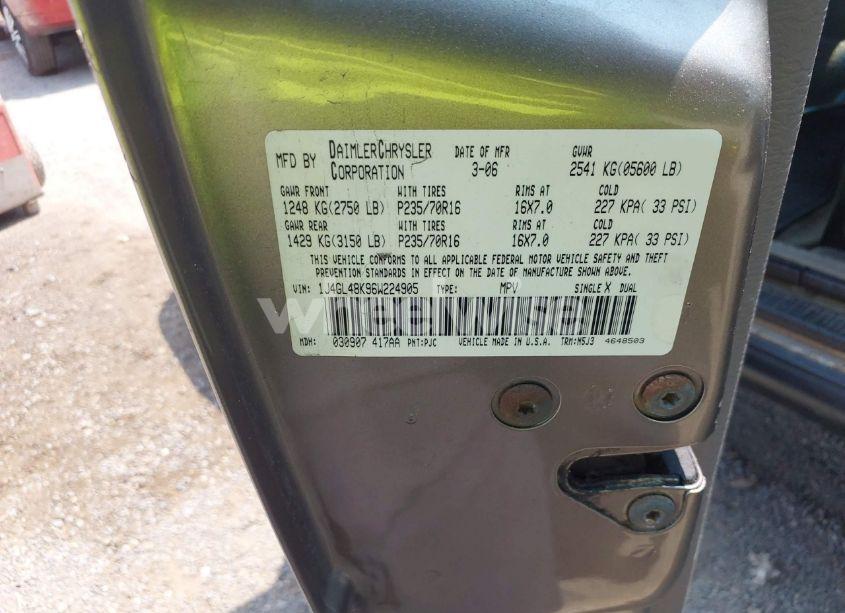 MFD BY DAIMLERCHRYSLER CORPORATION DATE OF MFR 3-06 GVWR 2541 KG(05600 LB)
GAWR FRONT WITH TIRES RIMS AT COLD
1248 KG(2750 LB) P235/70R16 16X7.0 227 KPA( 33 PSI)
GAWR REAR WITH TIRES RIMS AT COLD
1429 KG(3150 LB) P235/70R16 16X7.0 227 KPA( 33 PSI)
THIS VEHICLE CONFORMS TO ALL APPLICABLE FEDERAL MOTOR VEHICLE SAFETY AND THEFT
PREVENTION STANDARDS IN EFFECT ON THE DATE OF MANUFACTURE SHOWN ABOVE.
VIN: 1J4GL48K96W224905 TYPE: MPV SINGLE X DUAL
MDH: 030907 417AA PNT:PJC VEHICLE MADE IN U.S.A. TRM:M5J3 4648503